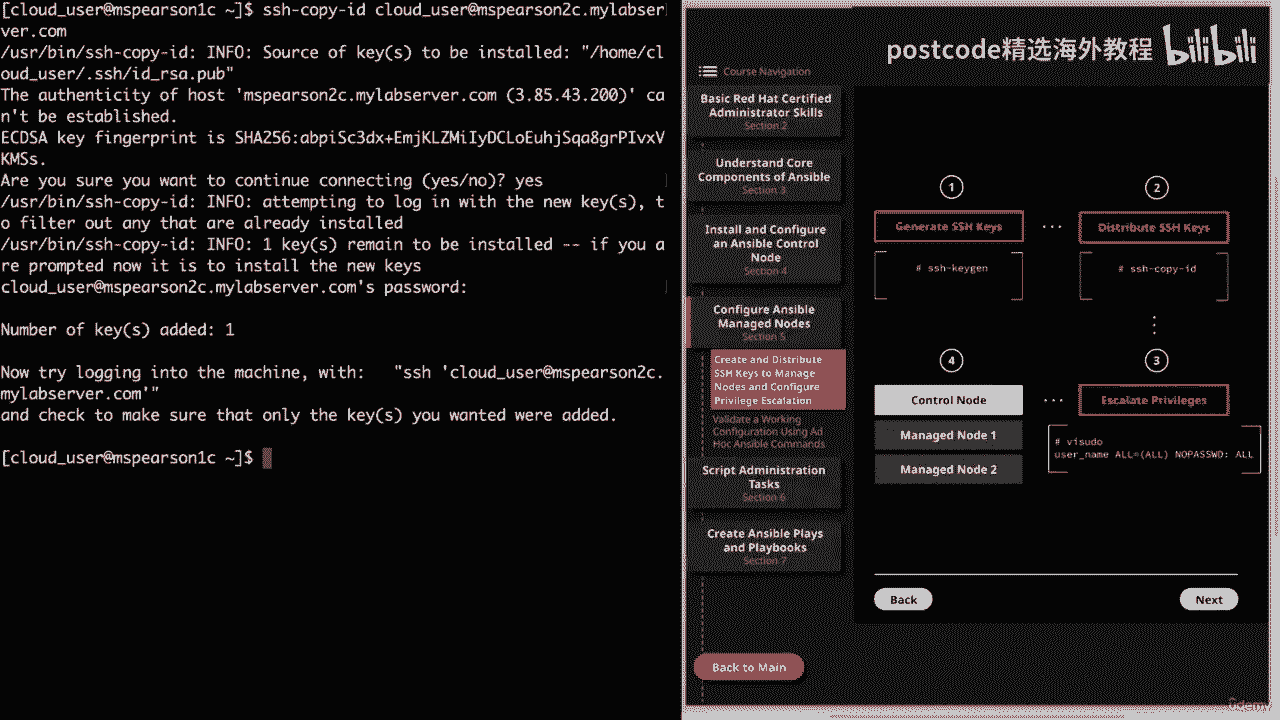 [cloud_user@mspearson1c ~]$ ssh-copy-id cloud_user@mspearson2c.mylabser
ver.com
/usr/bin/ssh-copy-id: INFO: Source of key(s) to be installed: "/home/cl
oud_user/.ssh/id_rsa.pub"
The authenticity of host 'mspearson2c.mylabserver.com (3.85.43.200)' ca
n't be established.
ECDSA key fingerprint is SHA256:abpiSc3dx+EmjKLZMiIyDCLoEuhjSqa8grPIvxV
KMSs.
Are you sure you want to continue connecting (yes/no)? yes
/usr/bin/ssh-copy-id: INFO: attempting to log in with the new key(s), t
o filter out any that are already installed
/usr/bin/ssh-copy-id: INFO: 1 key(s) remain to be installed -- if you a
re prompted now it is to install the new keys
cloud_user@mspearson2c.mylabserver.com's password:
Number of key(s) added: 1
Now try logging into the machine, with:   "ssh 'cloud_user@mspearson2c.
mylabserver.com'"
and check to make sure that only the key(s) you wanted were added.
[cloud_user@mspearson1c ~]$
postcode精选海外教程 bilibili
Course Navigation
Basic Red Hat Certified
Administrator Skills
Section 2
Understand Core
Components of Ansible
Section 3
Install and Configure
an Ansible Control
Node
Section 4
Configure Ansible
Managed Nodes
Section 5
Create and Distribute
SSH Keys to Manage
Nodes and Configure
Privilege Escalation
Validate a Working
Configuration Using Ad
Hoc Ansible Commands
Script Administration
Tasks
Section 6
Create Ansible Plays
and Playbooks
Section 7
Back to Main
1
Generate SSH Keys
# ssh-keygen
2
Distribute SSH Keys
# ssh-copy-id
4
Control Node
Managed Node 1
Managed Node 2
3
Escalate Privileges
# visudo
user_name ALL=(ALL) NOPASSWD: ALL
Back
Next
ûdemy